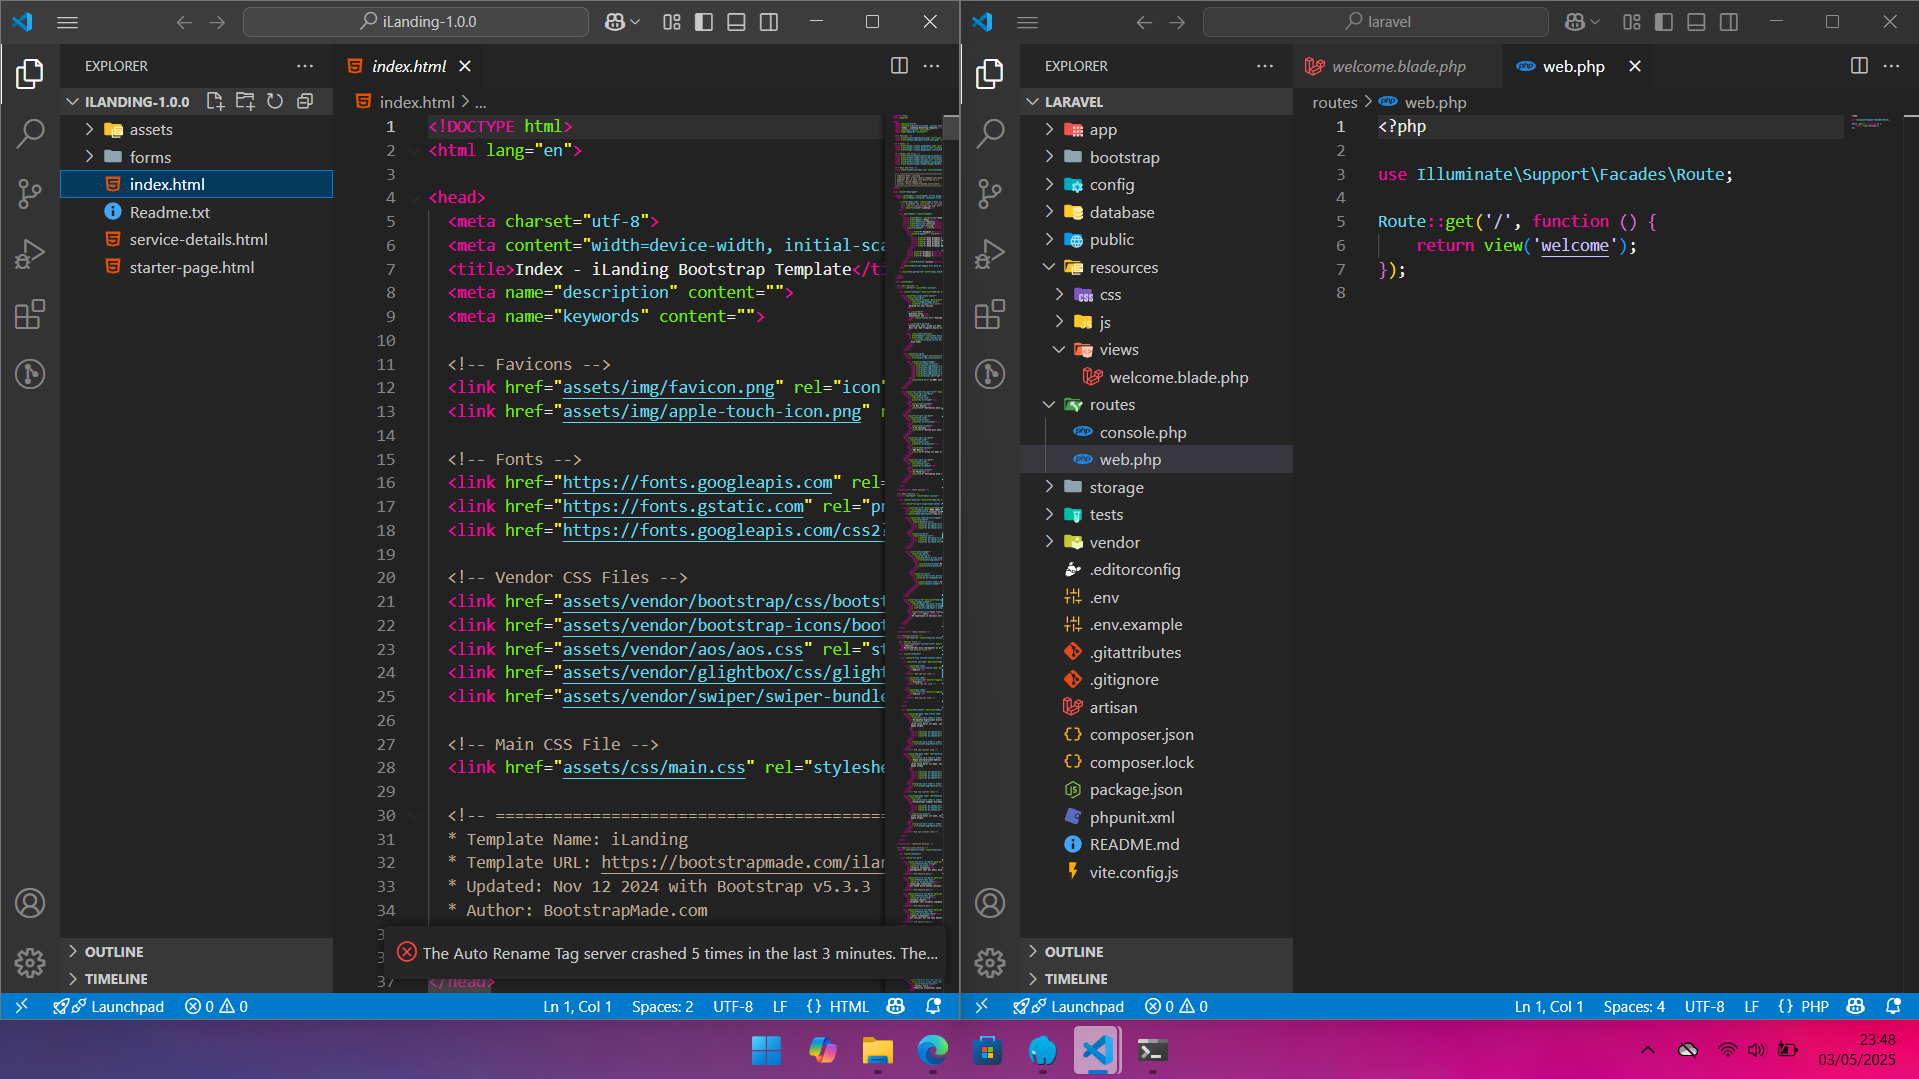 iLanding-1.0.0
EXPLORER
ILANDING-1.0.0
assets
forms
index.html
Readme.txt
service-details.html
starter-page.html
OUTLINE
TIMELINE
index.html
index.html > ...
1 <!DOCTYPE html>
2 <html lang="en">
3
4 <head>
5 <meta charset="utf-8">
6 <meta content="width=device-width, initial-sca
7 <title>Index - iLanding Bootstrap Template</ti
8 <meta name="description" content="">
9 <meta name="keywords" content="">
10
11 <!-- Favicons -->
12 <link href="assets/img/favicon.png" rel="icon"
13 <link href="assets/img/apple-touch-icon.png" r
14
15 <!-- Fonts -->
16 <link href="https://fonts.googleapis.com" rel=
17 <link href="https://fonts.gstatic.com" rel="pr
18 <link href="https://fonts.googleapis.com/css2?
19
20 <!-- Vendor CSS Files -->
21 <link href="assets/vendor/bootstrap/css/bootst
22 <link href="assets/vendor/bootstrap-icons/boot
23 <link href="assets/vendor/aos/aos.css" rel="st
24 <link href="assets/vendor/glightbox/css/glight
25 <link href="assets/vendor/swiper/swiper-bundle
26
27 <!-- Main CSS File -->
28 <link href="assets/css/main.css" rel="styleshe
29
30 <!-- =========================================
31 * Template Name: iLanding
32 * Template URL: https://bootstrapmade.com/ilan
33 * Updated: Nov 12 2024 with Bootstrap v5.3.3
34 * Author: BootstrapMade.com
37 </head>
The Auto Rename Tag server crashed 5 times in the last 3 minutes. The...
Launchpad 0 0 Ln 1, Col 1 Spaces: 2 UTF-8 LF {} HTML
laravel
EXPLORER
LARAVEL
app
bootstrap
config
database
public
resources
css
js
views
welcome.blade.php
routes
console.php
web.php
storage
tests
vendor
.editorconfig
.env
.env.example
.gitattributes
.gitignore
artisan
composer.json
composer.lock
package.json
phpunit.xml
README.md
vite.config.js
OUTLINE
TIMELINE
welcome.blade.php web.php
routes > web.php
1 <?php
2
3 use Illuminate\Support\Facades\Route;
4
5 Route::get('/', function () {
6 return view('welcome');
7 });
8
Launchpad 0 0 Ln 1, Col 1 Spaces: 4 UTF-8 LF {} PHP
23:48
03/05/2025